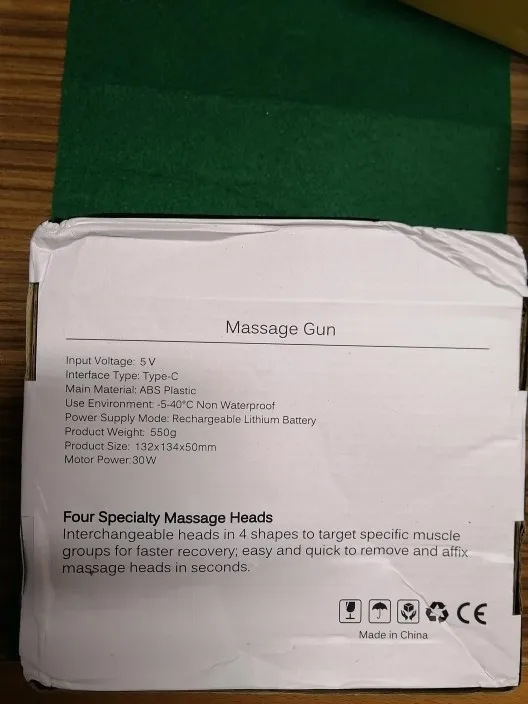 Massage Gun
Input Voltage: 5 V
Interface Type: Type-C
Main Material: ABS Plastic
Use Environment: -5-40°C Non Waterproof
Power Supply Mode: Rechargeable Lithium Battery
Product Weight: 550g
Product Size: 132x134x50mm
Motor Power:30W
Four Specialty Massage Heads
Interchangeable heads in 4 shapes to target specific muscle
groups for faster recovery; easy and quick to remove and affix
massage heads in seconds.
CE
Made in China